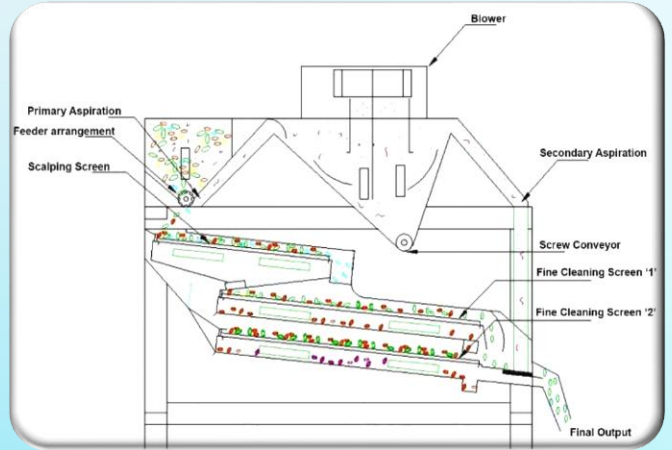 Blower
Primary Aspiration
Feeder arrangement
Scalping Screen
Secondary Aspiration
Screw Conveyor
Fine Cleaning Screen '1'
Fine Cleaning Screen '2'
Final Output